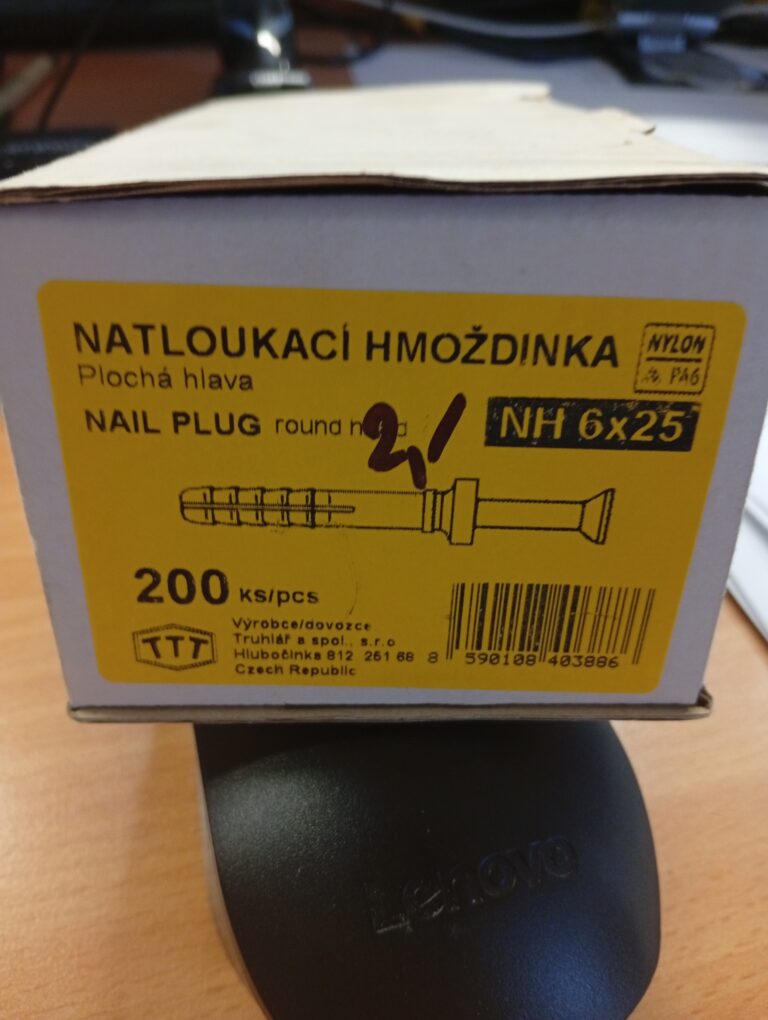 NATLOUKACÍ HMOŽDINKA
NYLON
PA6
Plochá hlava
NAIL PLUG round
2,
NH 6x25
200 ks/pcs
TTT
Výrobce/dovozce
Truhlář a spol., s.r.o
Hlubočinka 812 251 68
Czech Republic
8 590108 403886
Lenovo